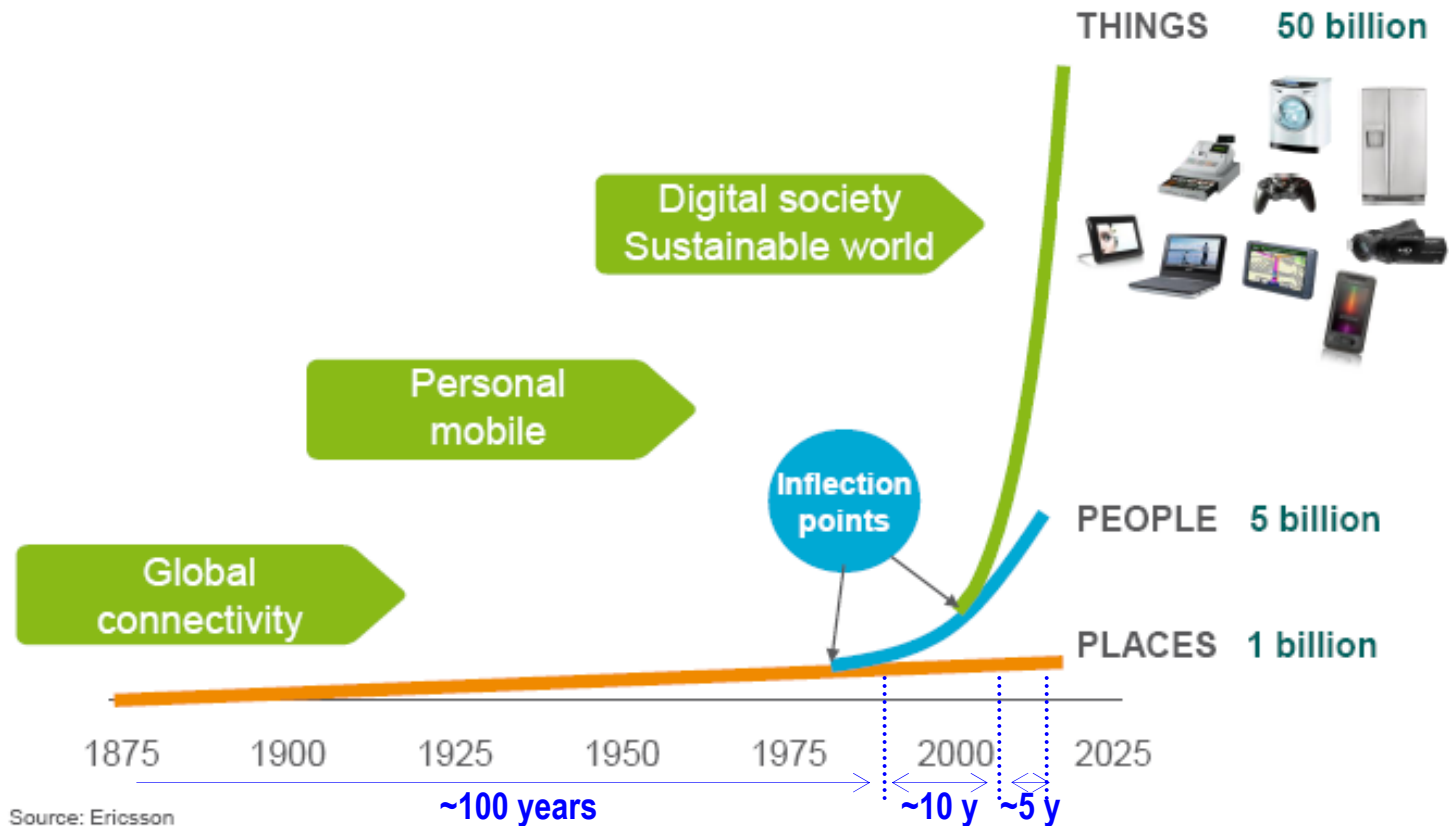 THINGS 50 billion
Digital society
Sustainable world
Personal
mobile
Inflection
points
PEOPLE 5 billion
Global
connectivity
PLACES 1 billion
1875 1900 1925 1950 1975 2000 2025
~100 years ~10 y ~5 y
Source: Ericsson